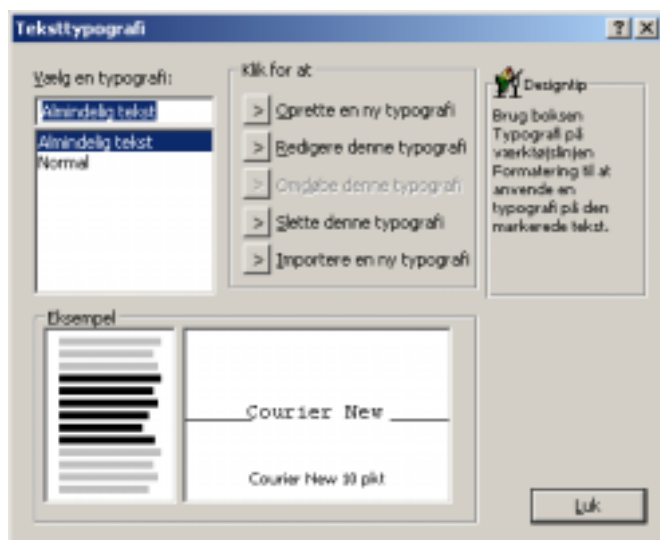 Teksttypografi
Vælg en typografi:
Almindelig tekst
Almindelig tekst
Normal
Klik for at
> Oprette en ny typografi
> Redigere denne typografi
> Omdøbe denne typografi
> Slette denne typografi
> Importere en ny typografi
Designtip
Brug boksen
Typografi på
værktøjslinjen
Formatering til at
anvende en
typografi på den
markerede tekst.
Eksempel
Courier New
Courier New 10 pkt
Luk